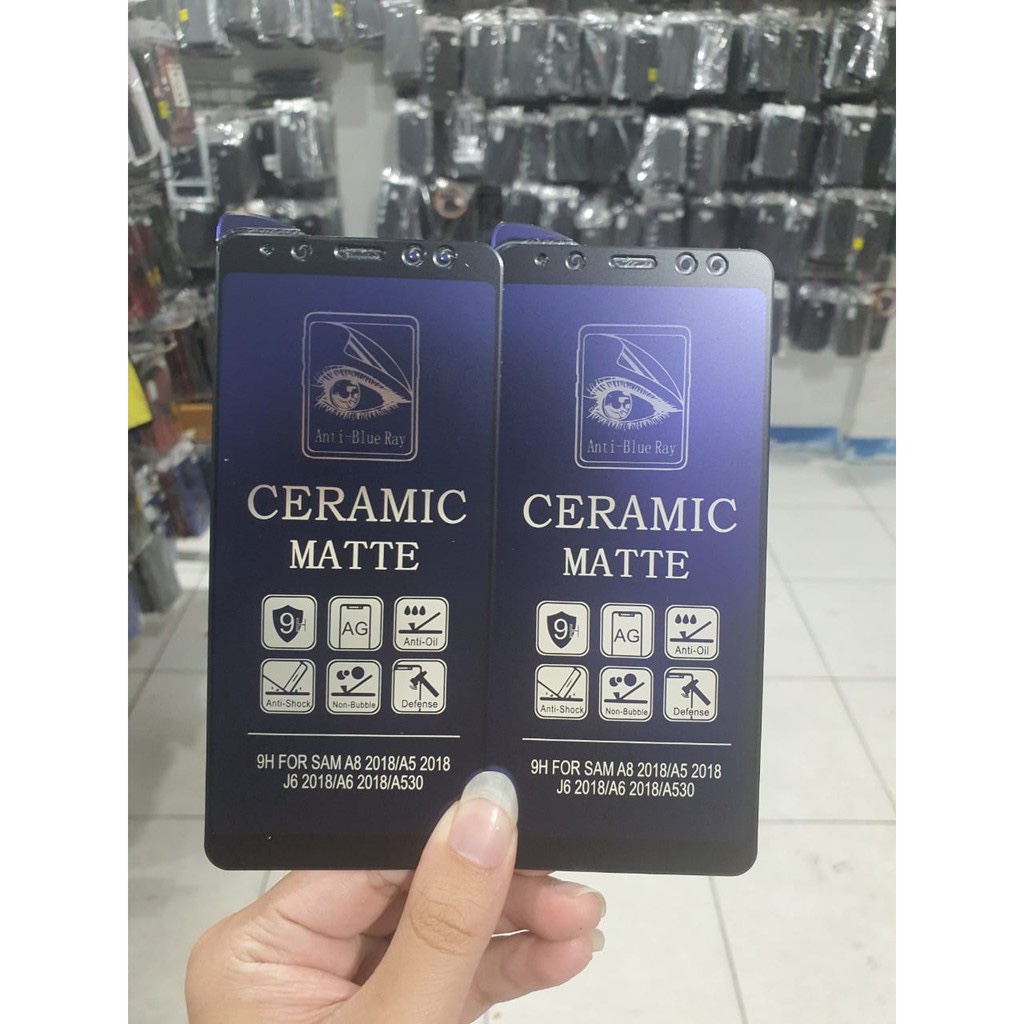 Anti-Blue Ray
CERAMIC
MATTE
9H
AG
Anti-Oil
Anti-Shock
Non-Bubble
Defense
9H FOR SAM A8 2018/A5 2018
J6 2018/A6 2018/A530
Anti-Blue Ray
CERAMIC
MATTE
9H
AG
Anti-Oil
Anti-Shock
Non-Bubble
Defense
9H FOR SAM A8 2018/A5 2018
J6 2018/A6 2018/A530